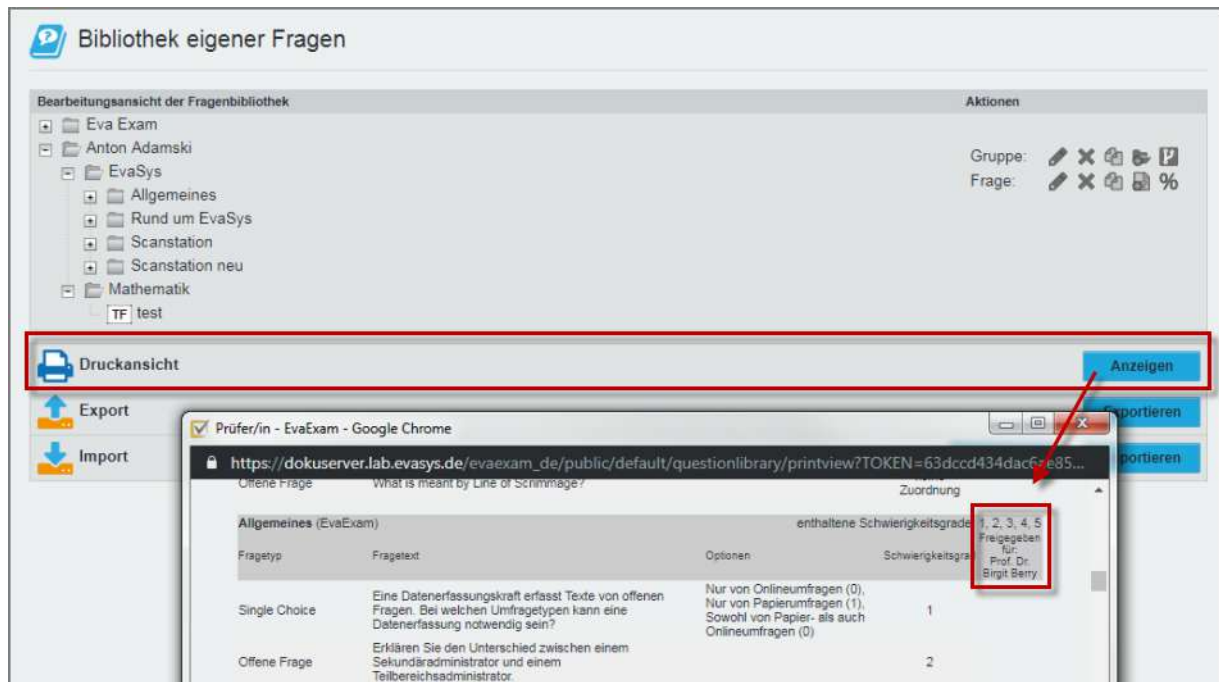 Bibliothek eigener Fragen
Bearbeitungsansicht der Fragenbibliothek
Aktionen
Eva Exam
Anton Adamski
Gruppe:
EvaSys
Frage:
%
Allgemeines
Rund um EvaSys
Scanstation
Scanstation neu
Mathematik
TF test
Druckansicht
Anzeigen
Export
Import
Prüfer/in - EvaExam - Google Chrome
https://dokuserver.lab.evasys.de/evaexam_de/public/default/questionlibrary/printview?TOKEN=
Offene Frage
What is meant by Line of Scrimmage?
Zuordnung
Allgemeines (EvaExam)
enthaltene Schwierigkeitsgrade
1, 2, 3, 4, 5
Freigegeben
für:
Prof. Dr.
Birgit Berry
Fragetyp
Fragetext
Optionen
Single Choice
Eine Datenerfassungskraft erfasst Texte von offenen
Fragen. Bei welchen Umfragetypen kann eine
Datenerfassung notwendig sein?
Nur von Onlineumfragen (0),
Nur von Papierumfragen (1),
Sowohl von Papier- als auch
Onlineumfragen (0)
1
Offene Frage
Erklären Sie den Unterschied zwischen einem
Sekundäradministrator und einem
Teilbereichsadministrator.
2